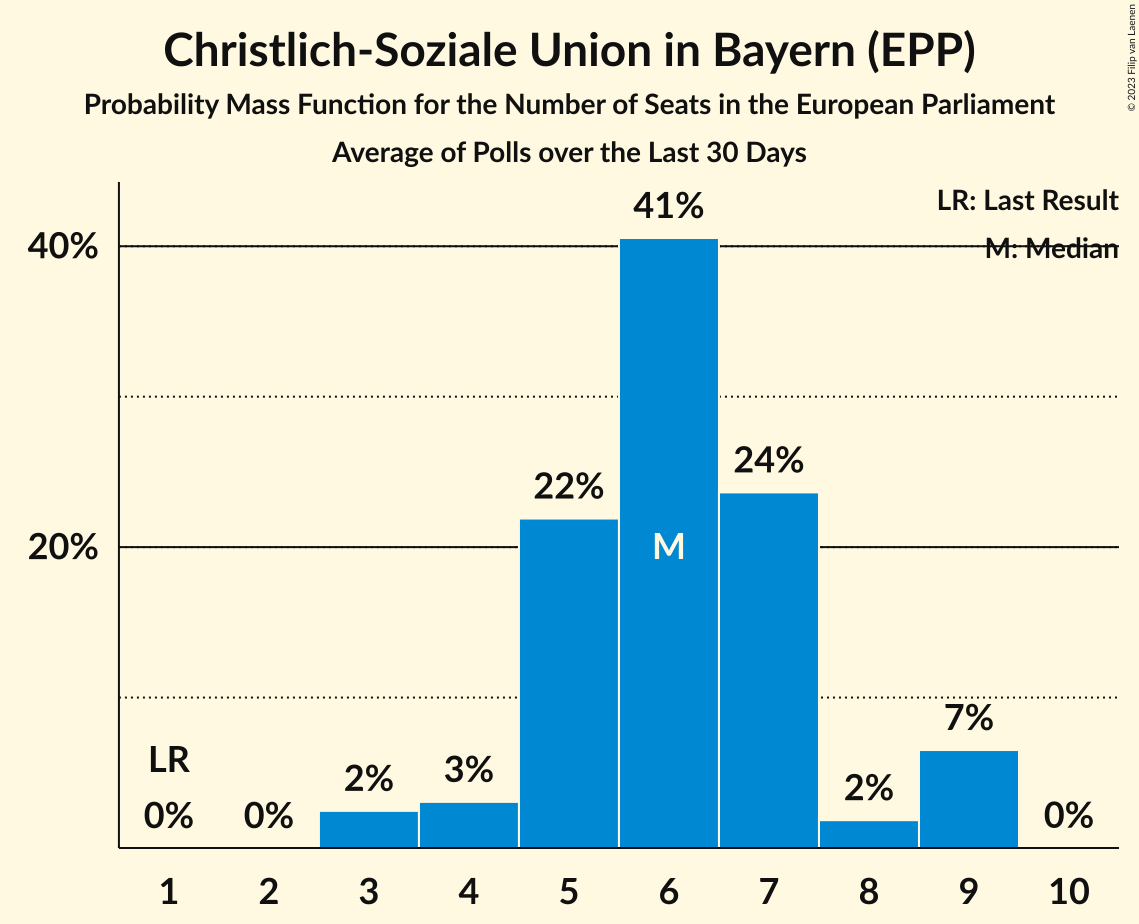 Christlich-Soziale Union in Bayern (EPP)
Probability Mass Function for the Number of Seats in the European Parliament
Average of Polls over the Last 30 Days
© 2023 Filip van Laenen
LR: Last Result
M: Median
40%
20%
LR
0%
0%
2%
3%
22%
41%
M
24%
2%
7%
0%
1 2 3 4 5 6 7 8 9 10